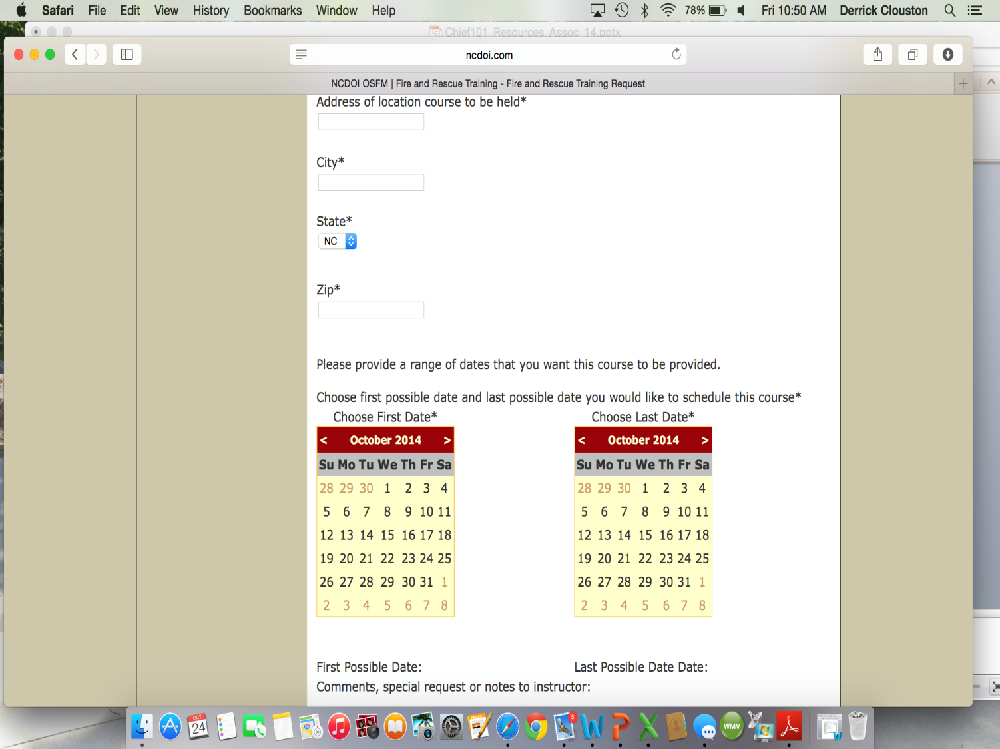 Safari File Edit View History Bookmarks Window Help 78% Fri 10:50 AM Derrick Clouston
Chief101_Resources_Assoc_14.pptx
ncdoi.com
NCDOI OSFM | Fire and Rescue Training - Fire and Rescue Training Request
Address of location course to be held*
City*
State*
NC
Zip*
Please provide a range of dates that you want this course to be provided.
Choose first possible date and last possible date you would like to schedule this course*
Choose First Date* Choose Last Date*
< October 2014 > < October 2014 >
Su Mo Tu We Th Fr Sa Su Mo Tu We Th Fr Sa
28 29 30 1 2 3 4 28 29 30 1 2 3 4
5 6 7 8 9 10 11 5 6 7 8 9 10 11
12 13 14 15 16 17 18 12 13 14 15 16 17 18
19 20 21 22 23 24 25 19 20 21 22 23 24 25
26 27 28 29 30 31 1 26 27 28 29 30 31 1
2 3 4 5 6 7 8 2 3 4 5 6 7 8
First Possible Date: Last Possible Date Date:
Comments, special request or notes to instructor:
OCT
24
PAGES
5
WMV